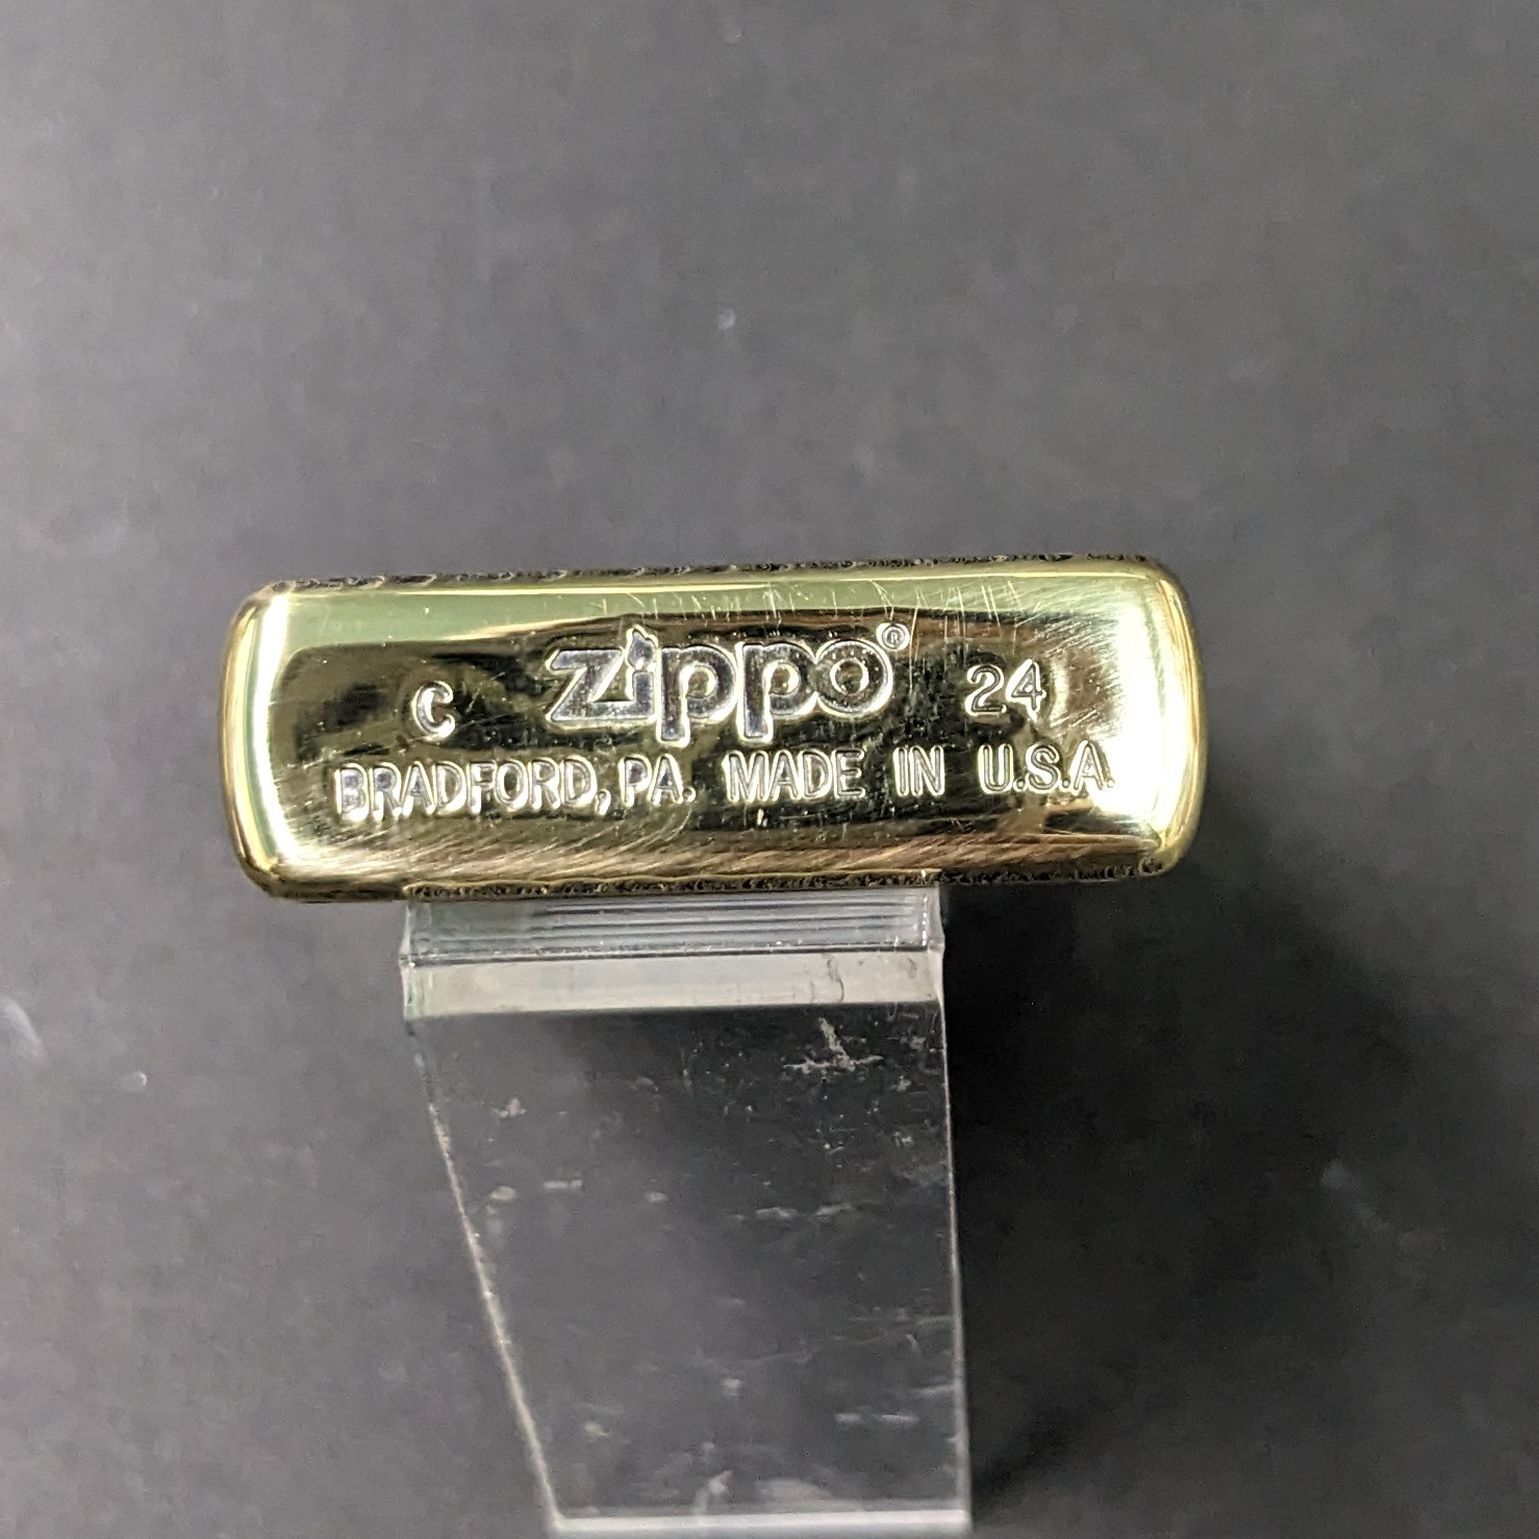 C zippo® 24
BRADFORD, PA. MADE IN U.S.A.